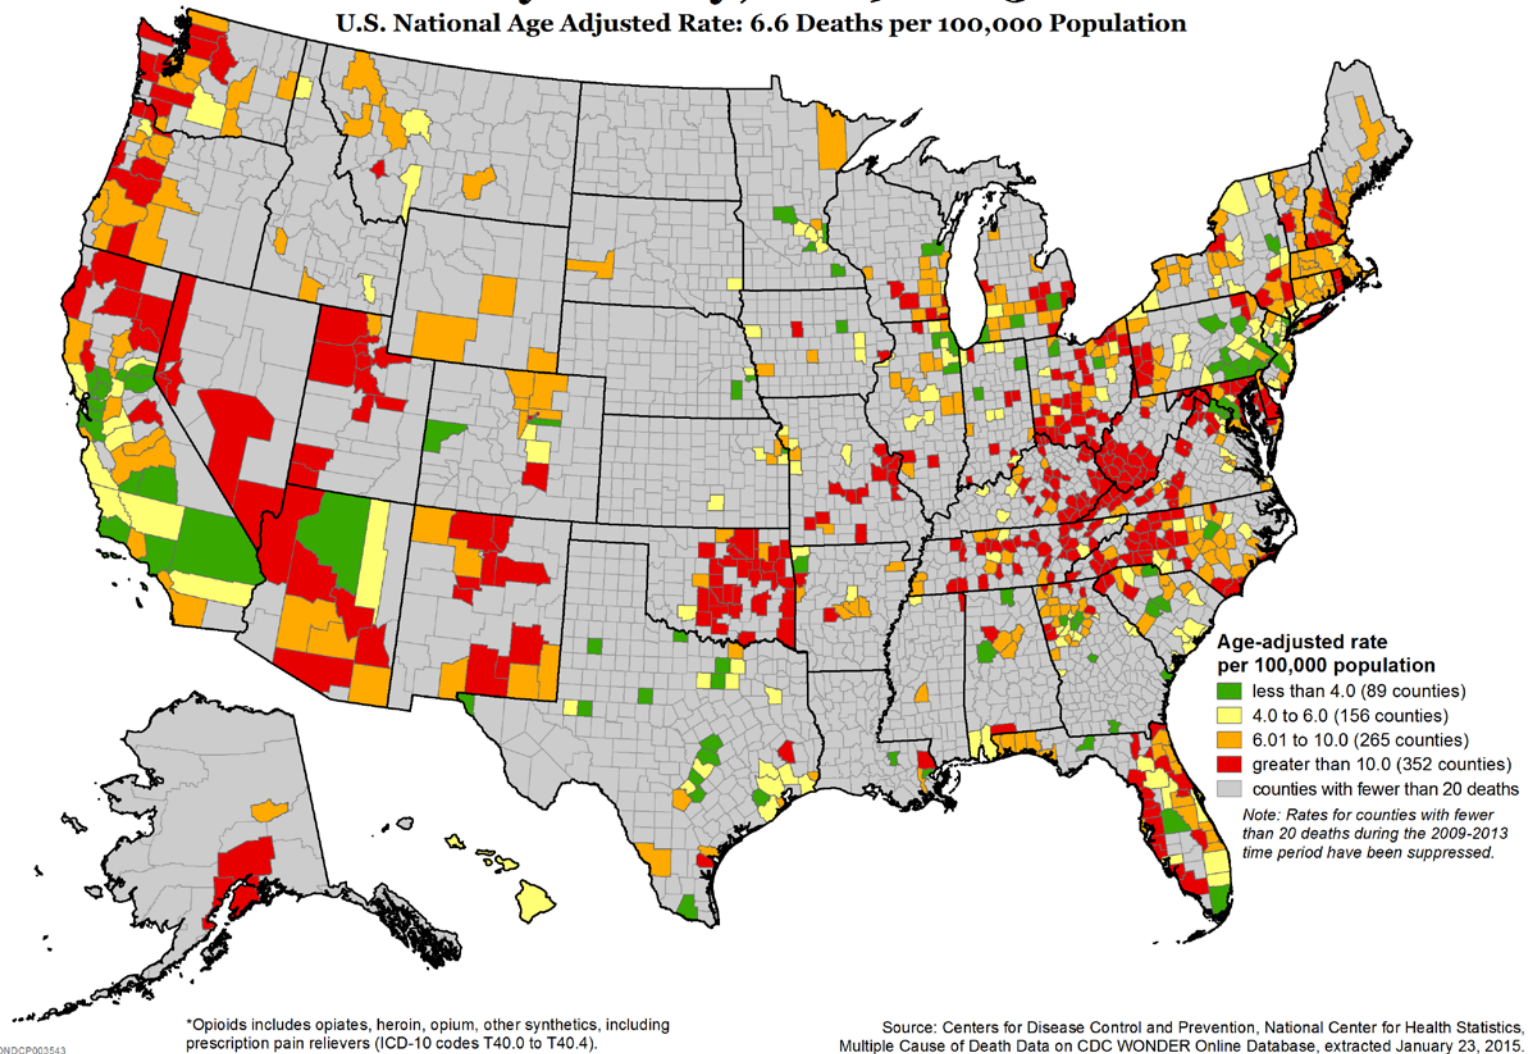 U.S. National Age Adjusted Rate: 6.6 Deaths per 100,000 Population
Age-adjusted rate
per 100,000 population
less than 4.0 (89 counties)
4.0 to 6.0 (156 counties)
6.01 to 10.0 (265 counties)
greater than 10.0 (352 counties)
counties with fewer than 20 deaths
Note: Rates for counties with fewer
than 20 deaths during the 2009-2013
time period have been suppressed.
*Opioids includes opiates, heroin, opium, other synthetics, including
prescription pain relievers (ICD-10 codes T40.0 to T40.4).
Source: Centers for Disease Control and Prevention, National Center for Health Statistics,
Multiple Cause of Death Data on CDC WONDER Online Database, extracted January 23, 2015.
ONDCP003543